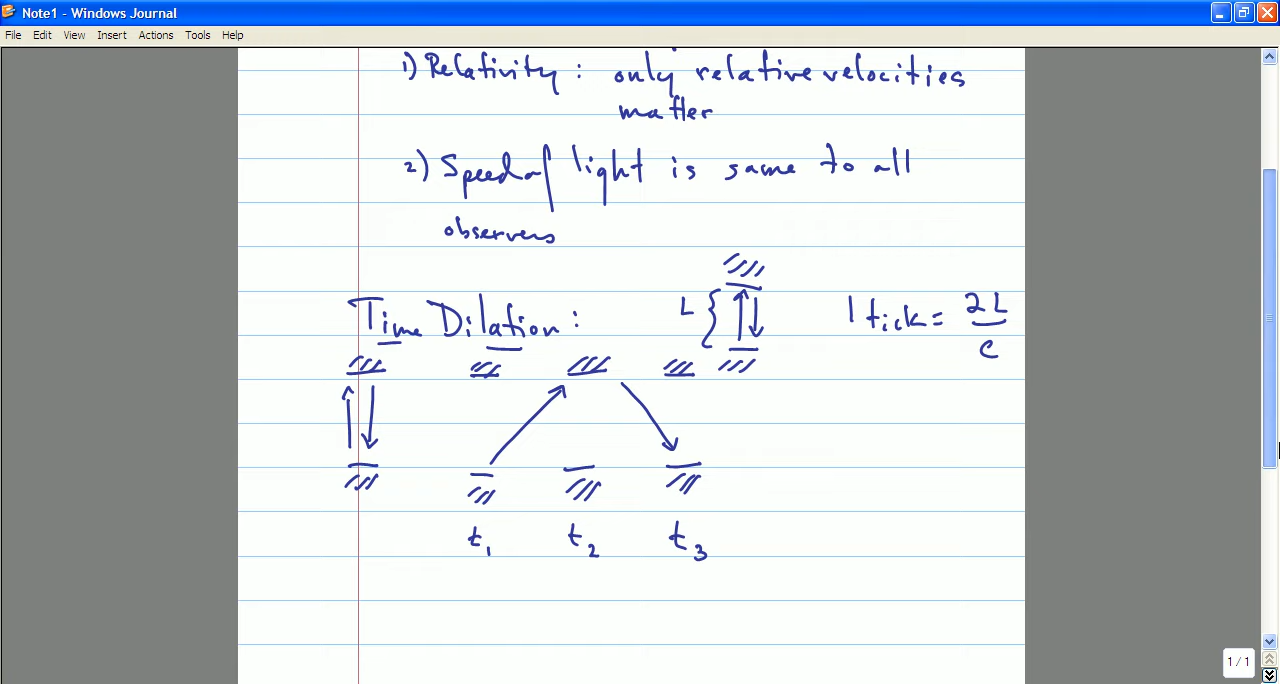 Note1 - Windows Journal
File Edit View Insert Actions Tools Help
1) Relativity: only relative velocities
matter
2) Speed of light is same to all
observers
Time Dilation:
L
1 tick = 2L
c
t1 t2 t3
1 / 1